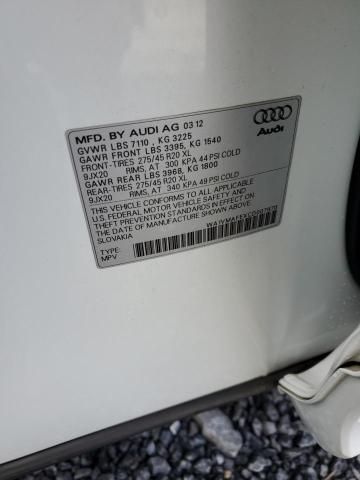 MFD. BY AUDI AG 03 12
GVWR LBS 7110 , KG 3225
GAWR FRONT LBS 3395, KG 1540
FRONT-TIRES 275/45 R20 XL
9JX20 RIMS, AT 300 KPA 44 PSI COLD
GAWR REAR LBS 3968, KG 1800
REAR-TIRES 275/45 R20 XL
9JX20 RIMS, AT 340 KPA 49 PSI COLD
THIS VEHICLE CONFORMS TO ALL APPLICABLE
U.S. FEDERAL MOTOR VEHICLE SAFETY AND
THEFT PREVENTION STANDARDS IN EFFECT ON THE
DATE OF MANUFACTURE SHOWN ABOVE.
SLOVAKIA
TYPE:
MPV
Audi